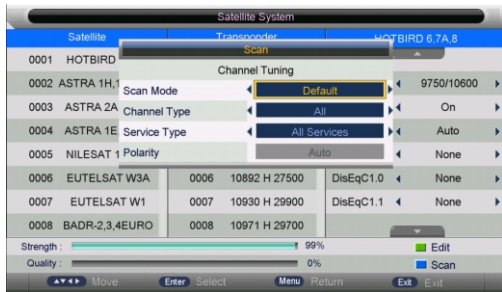 Satellite System
Satellite Transponder HOTBIRD 6,7A,8
Scan
Channel Tuning
0001 HOTBIRD
0002 ASTRA 1H,1 Scan Mode Default 9750/10600
0003 ASTRA 2A Channel Type All On
0004 ASTRA 1E Service Type All Services Auto
0005 NILESAT 1 Polarity Auto None
0006 EUTELSAT W3A 0006 10892 H 27500 DisEqC1.0 None
0007 EUTELSAT W1 0007 10930 H 29900 DisEqC1.1 None
0008 BADR-2,3,4EURO 0008 10971 H 29700
Strength : 99% Edit
Quality : 0% Scan
Move Enter Select Menu Return Exit Exit